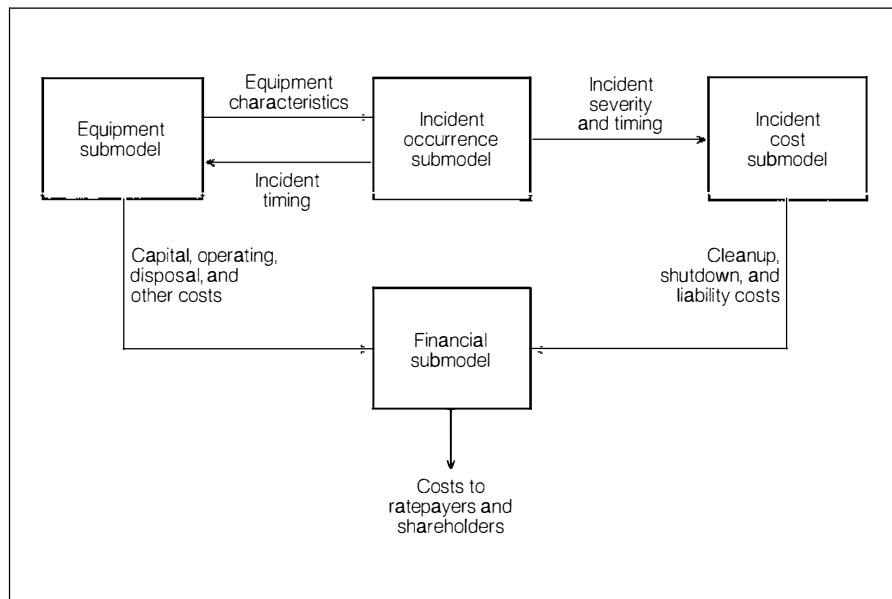 Equipment
submodel
Equipment
characteristics
Incident
timing
Incident
occurrence
submodel
Incident
severity
and timing
Incident
cost
submodel
Capital, operating,
disposal, and
other costs
Cleanup,
shutdown, and
liability costs
Financial
submodel
Costs to
ratepayers and
shareholders